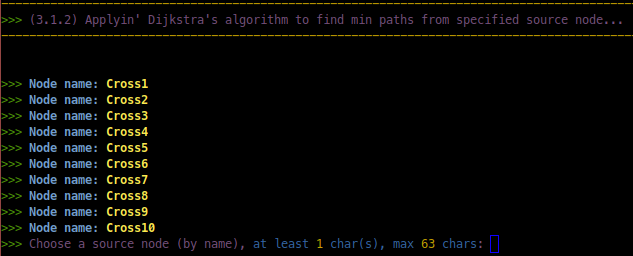 >>> (3.1.2) Applyin' Dijkstra's algorithm to find min paths from specified source node...
>>> Node name: Cross1
>>> Node name: Cross2
>>> Node name: Cross3
>>> Node name: Cross4
>>> Node name: Cross5
>>> Node name: Cross6
>>> Node name: Cross7
>>> Node name: Cross8
>>> Node name: Cross9
>>> Node name: Cross10
>>> Choose a source node (by name), at least 1 char(s), max 63 chars: